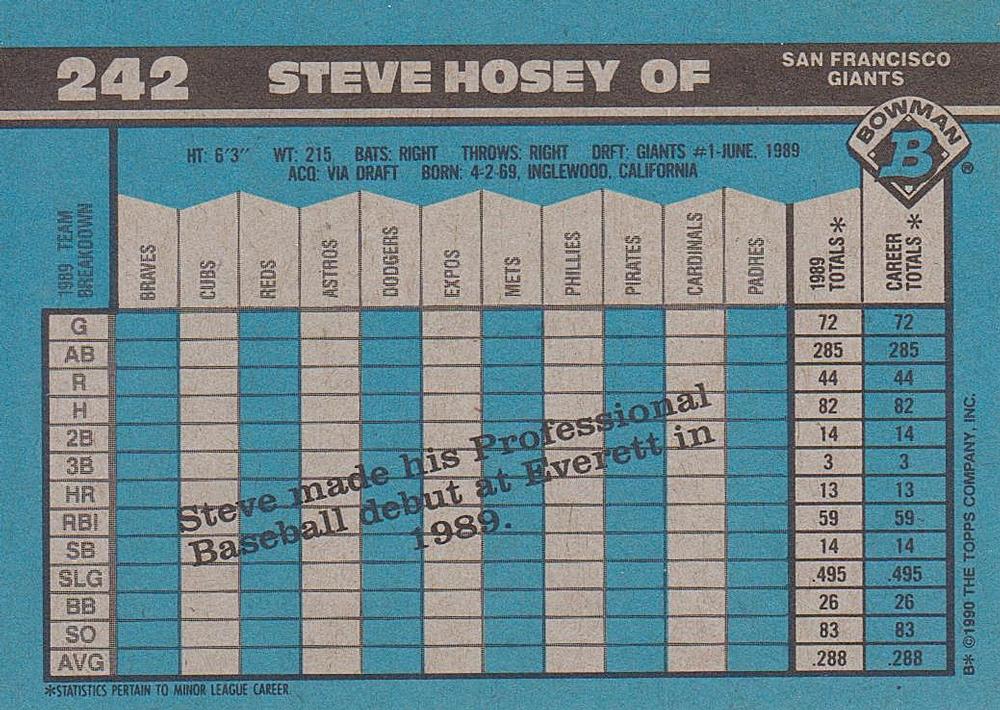 242 STEVE HOSEY OF SAN FRANCISCO
GIANTS
BOWMAN
B ®
HT: 6'3" WT: 215 BATS: RIGHT THROWS: RIGHT DRFT: GIANTS #1-JUNE, 1989
ACQ: VIA DRAFT BORN: 4-2-69, INGLEWOOD, CALIFORNIA
1989 TEAM
BREAKDOWN
BRAVES
CUBS
REDS
ASTROS
DODGERS
EXPOS
METS
PHILLIES
PIRATES
CARDINALS
PADRES
1989
TOTALS *
CAREER
TOTALS *
G 72 72
AB 285 285
R 44 44
H 82 82
2B 14 14
3B 3 3
HR 13 13
RBI 59 59
SB 14 14
SLG .495 .495
BB 26 26
SO 83 83
AVG .288 .288
Steve made his Professional
Baseball debut at Everett in
1989.
*STATISTICS PERTAIN TO MINOR LEAGUE CAREER.
B* ©1990 THE TOPPS COMPANY, INC.